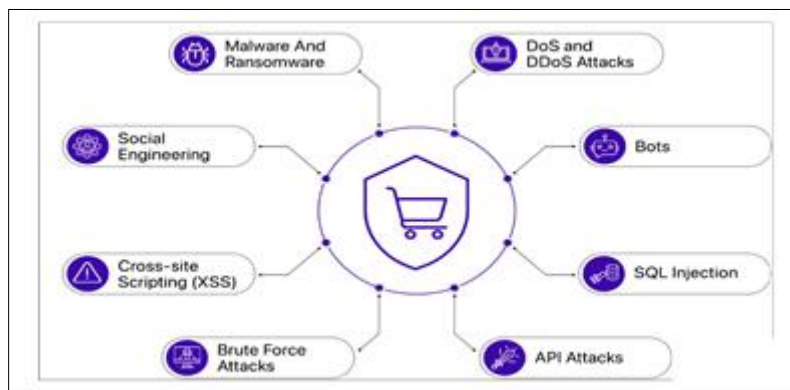 Malware And
Ransomware
DoS and
DDoS Attacks
Social
Engineering
Bots
Cross-site
Scripting (XSS)
SQL Injection
Brute Force
Attacks
API Attacks